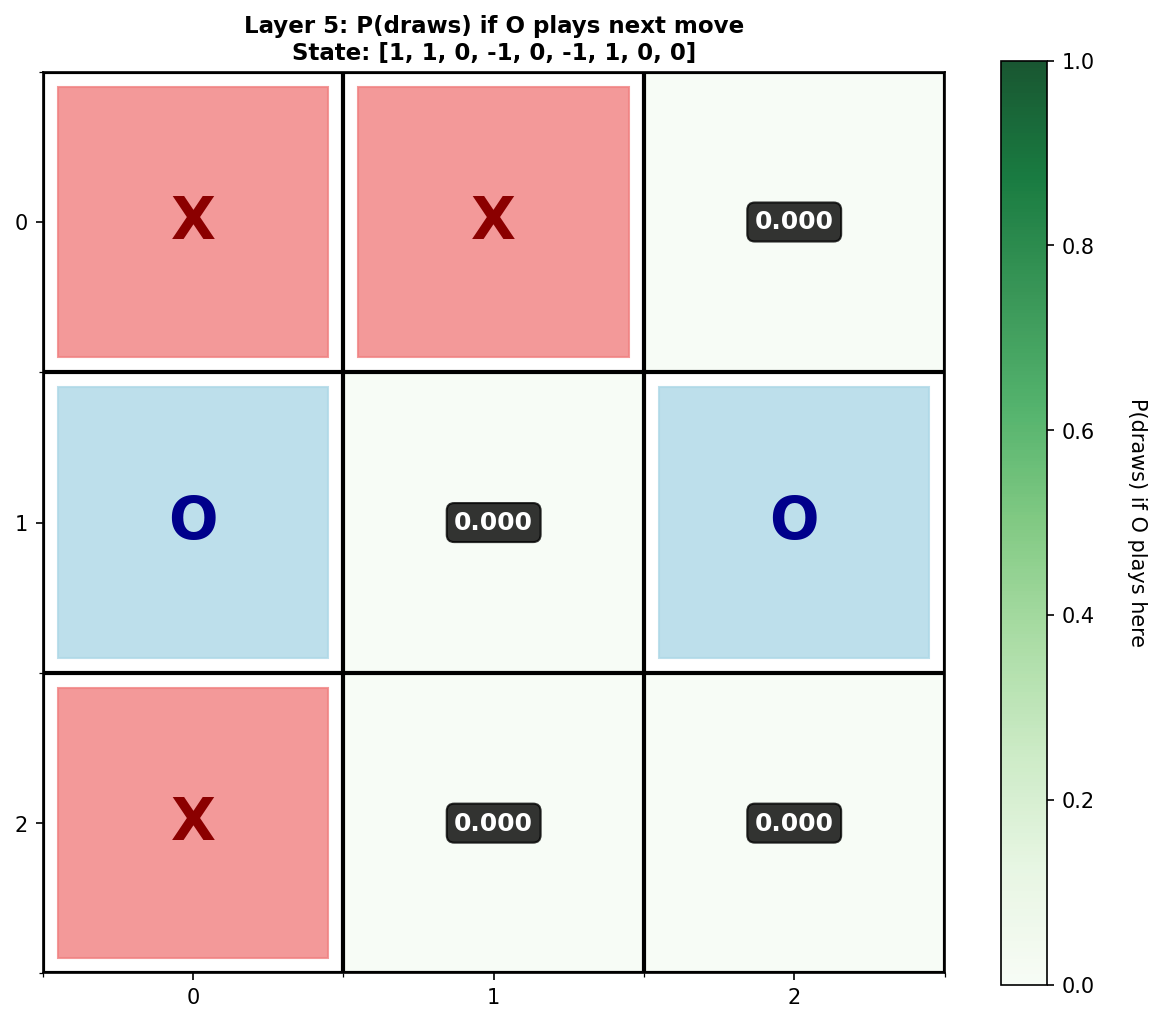 Layer 5: P(draws) if O plays next move
State: [1, 1, 0, -1, 0, -1, 1, 0, 0]
X X 0.000
O 0.000 O
X 0.000 0.000
0
1
2
0 1 2
1.0
0.8
0.6
0.4
0.2
0.0
P(draws) if O plays here